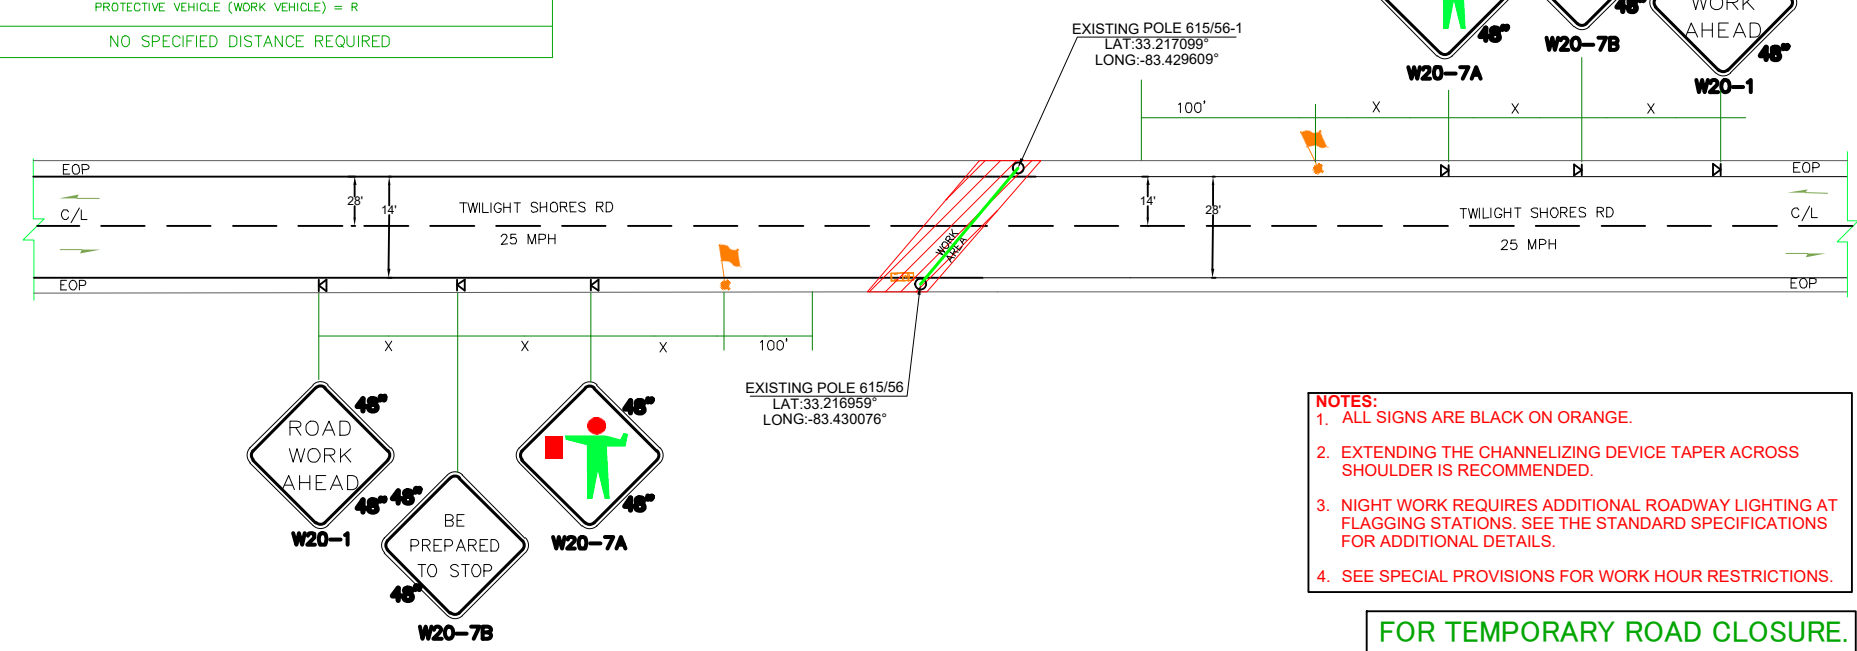 PROTECTIVE VEHICLE (WORK VEHICLE) = R
NO SPECIFIED DISTANCE REQUIRED
EXISTING POLE 615/56-1
LAT:33.217099°
LONG:-83.429609°
48"
W20-7A
48"
W20-7B
WORK
AHEAD
48"
W20-1
100'
X
X
X
EOP
EOP
28'
14'
TWILIGHT SHORES RD
14'
28'
TWILIGHT SHORES RD
C/L
C/L
25 MPH
WORK
AREA
25 MPH
EOP
EOP
X
X
X
100'
EXISTING POLE 615/56
LAT:33.216959°
LONG:-83.430076°
ROAD
WORK
AHEAD
48"
48"
W20-1
48"
BE
PREPARED
TO STOP
48"
W20-7B
48"
48"
W20-7A
NOTES:
1. ALL SIGNS ARE BLACK ON ORANGE.
2. EXTENDING THE CHANNELIZING DEVICE TAPER ACROSS
SHOULDER IS RECOMMENDED.
3. NIGHT WORK REQUIRES ADDITIONAL ROADWAY LIGHTING AT
FLAGGING STATIONS. SEE THE STANDARD SPECIFICATIONS
FOR ADDITIONAL DETAILS.
4. SEE SPECIAL PROVISIONS FOR WORK HOUR RESTRICTIONS.
FOR TEMPORARY ROAD CLOSURE.